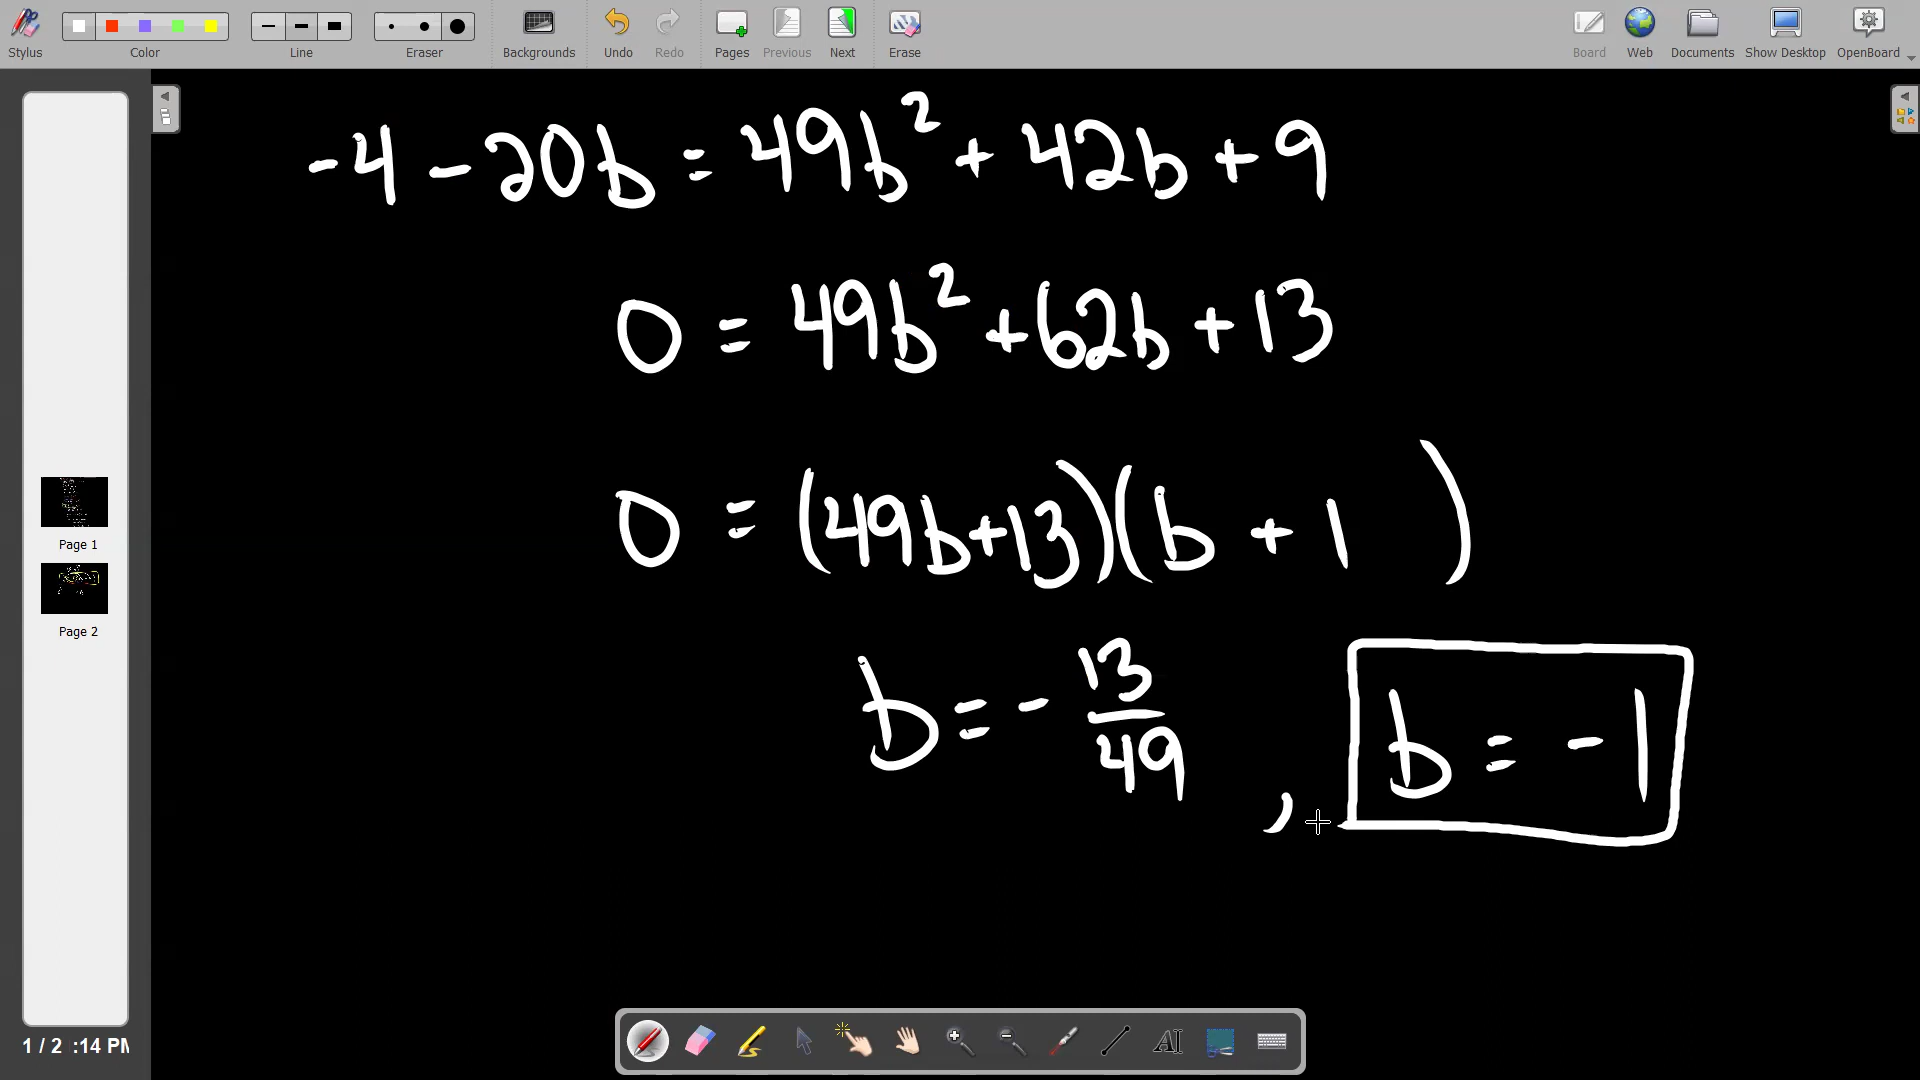 Stylus Color Line Eraser Backgrounds Undo Redo Pages Previous Next Erase Board Web Documents Show Desktop OpenBoard
-4 - 20b = 49b² + 42b + 9
0 = 49b² + 62b + 13
0 = (49b+13)(b + 1)
b = - 13/49 , b = -1
Page 1
Page 2
1 / 2 :14 PM